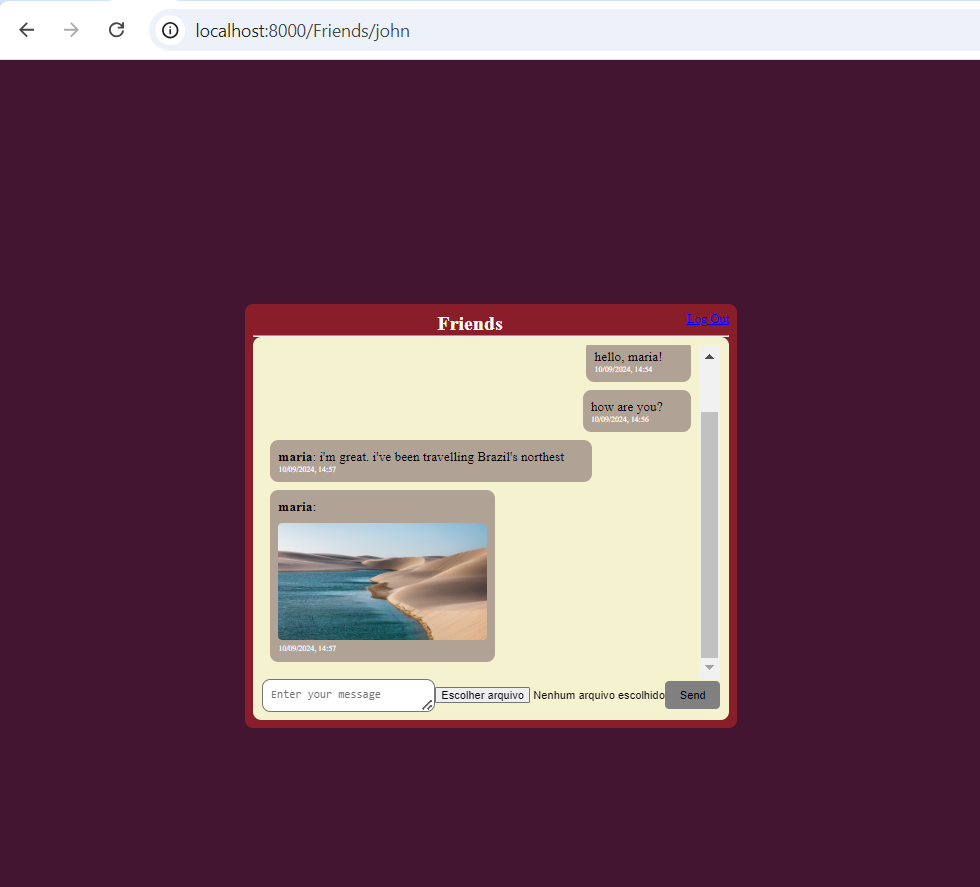 localhost:8000/Friends/john
Friends
Log Out
hello, maria!
10/09/2024, 14:54
how are you?
10/09/2024, 14:56
maria: i'm great. i've been travelling Brazil's northest
10/09/2024, 14:57
maria:
10/09/2024, 14:57
Enter your message
Escolher arquivo Nenhum arquivo escolhido
Send